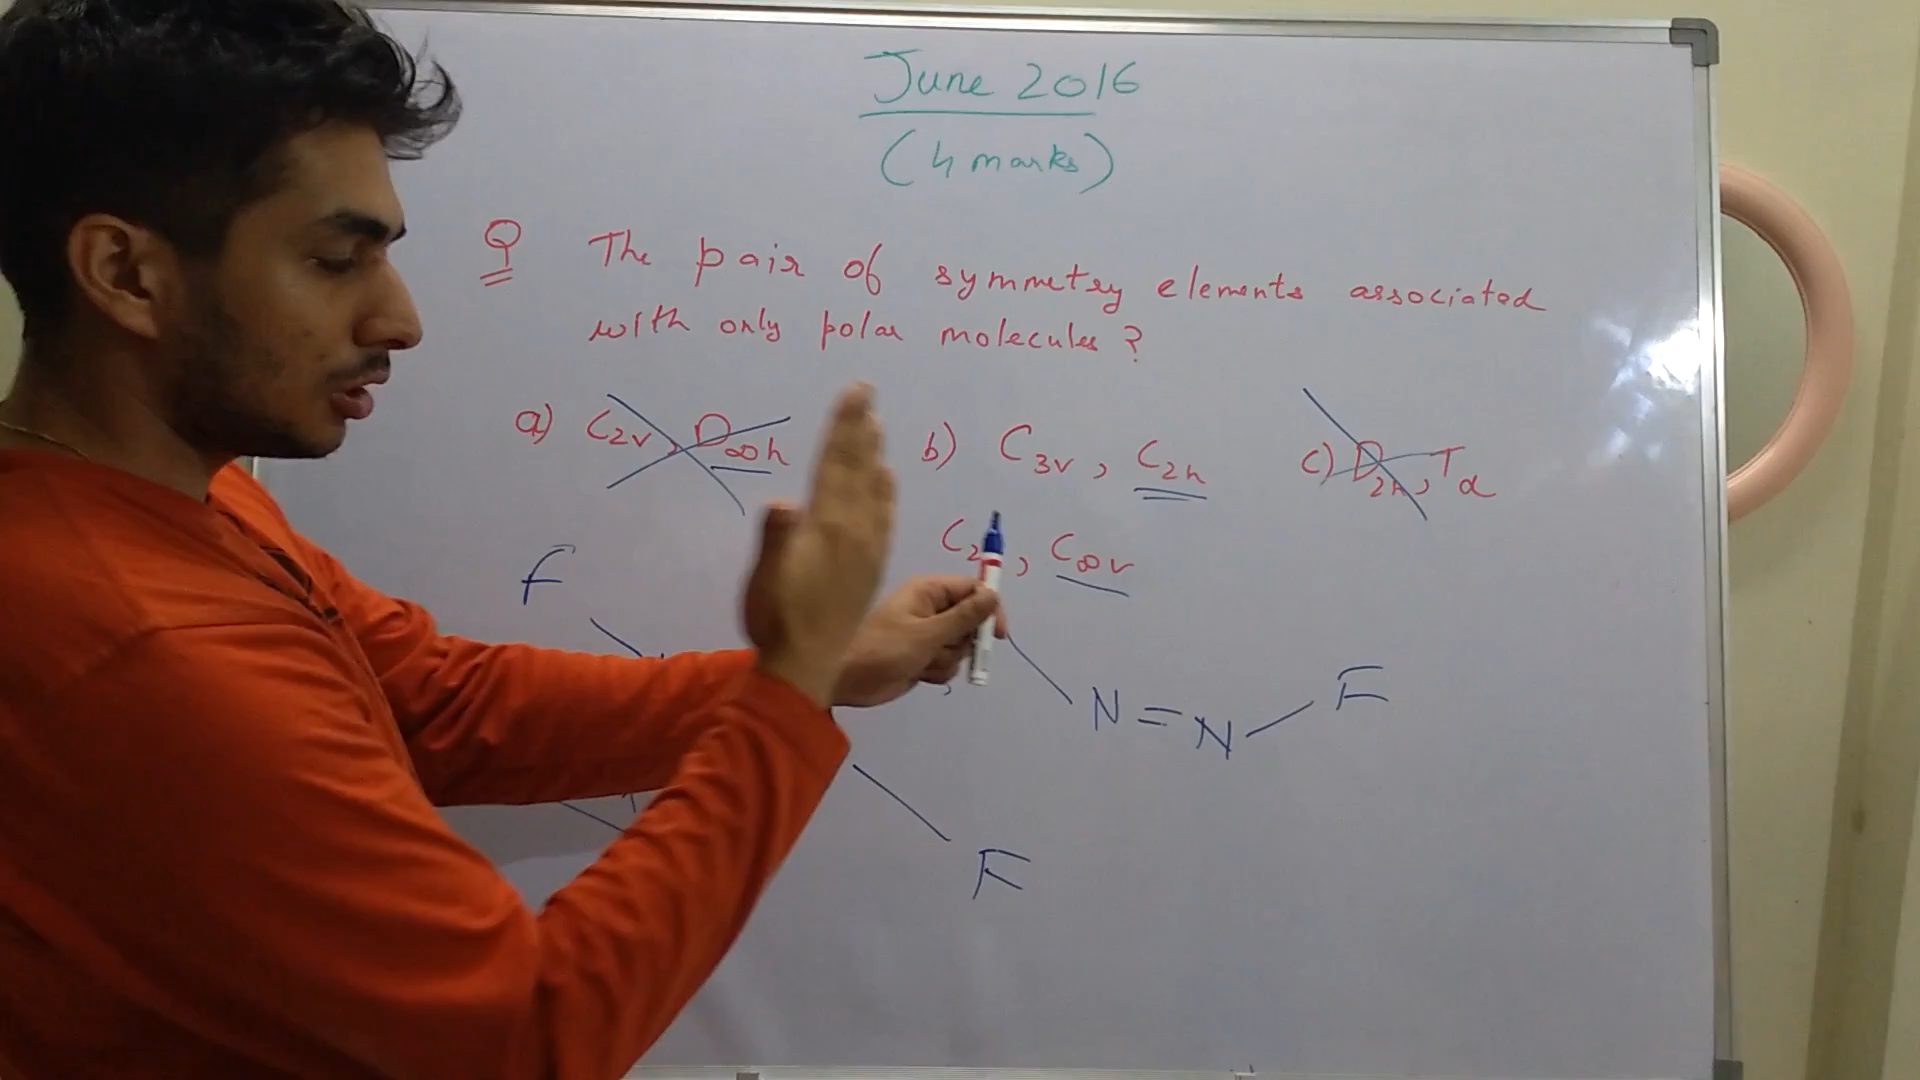 June 2016
(4 marks)
Q The pair of symmetry elements associated
with only polar molecules?
a) C2v, D∞h b) C3v, C2h c) D2h, Td
C2, C∞v
F
N=N F
F